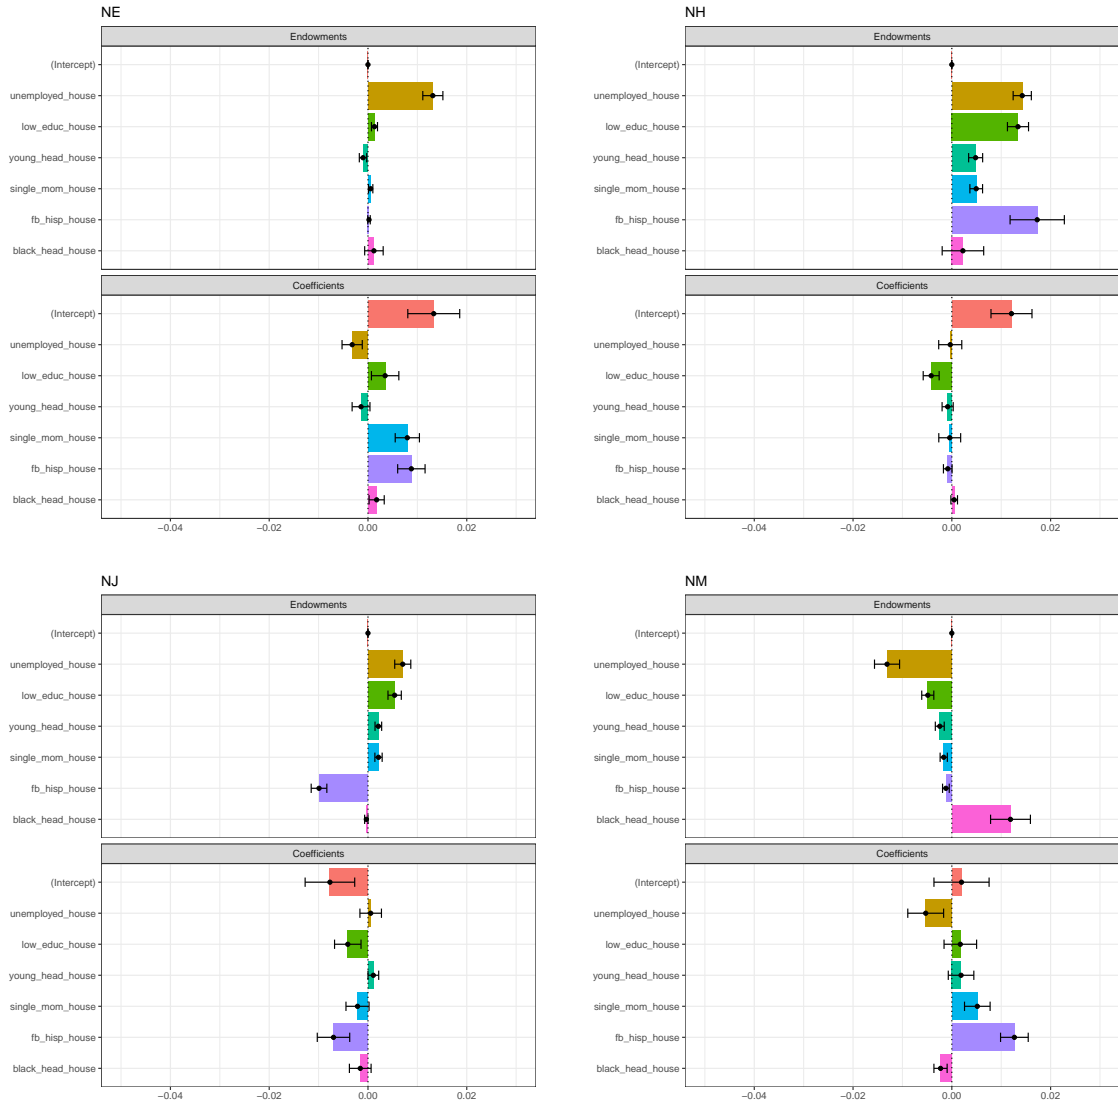 NE
Endowments
(Intercept)
unemployed_house
low_educ_house
young_head_house
single_mom_house
fb_hisp_house
black_head_house
Coefficients
(Intercept)
unemployed_house
low_educ_house
young_head_house
single_mom_house
fb_hisp_house
black_head_house
−0.04 −0.02 0.00 0.02
NH
Endowments
(Intercept)
unemployed_house
low_educ_house
young_head_house
single_mom_house
fb_hisp_house
black_head_house
Coefficients
(Intercept)
unemployed_house
low_educ_house
young_head_house
single_mom_house
fb_hisp_house
black_head_house
−0.04 −0.02 0.00 0.02
NJ
Endowments
(Intercept)
unemployed_house
low_educ_house
young_head_house
single_mom_house
fb_hisp_house
black_head_house
Coefficients
(Intercept)
unemployed_house
low_educ_house
young_head_house
single_mom_house
fb_hisp_house
black_head_house
−0.04 −0.02 0.00 0.02
NM
Endowments
(Intercept)
unemployed_house
low_educ_house
young_head_house
single_mom_house
fb_hisp_house
black_head_house
Coefficients
(Intercept)
unemployed_house
low_educ_house
young_head_house
single_mom_house
fb_hisp_house
black_head_house
−0.04 −0.02 0.00 0.02